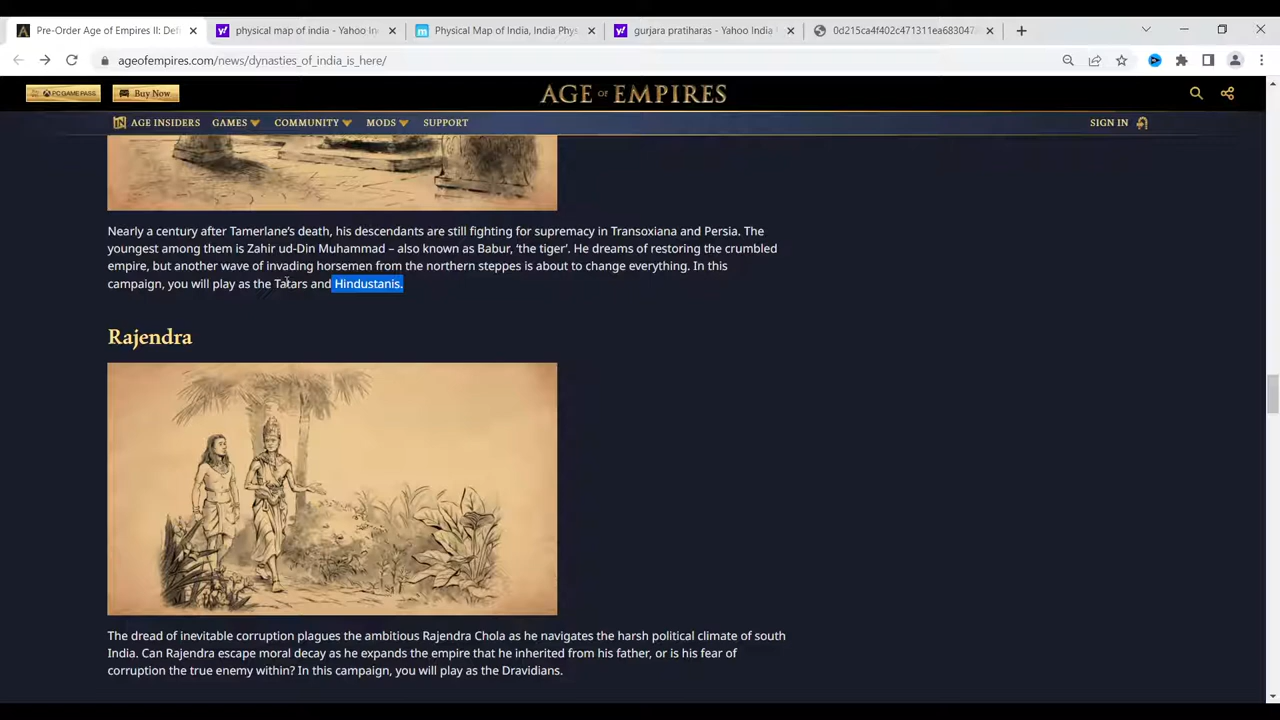 Pre-Order Age of Empires II: Defi
physical map of india - Yahoo In
Physical Map of India, India Phys
gurjara pratiharas - Yahoo India
0d215ca4f402c471311ea683047
ageofempires.com/news/dynasties_of_india_is_here/
PC GAME PASS
Buy Now
AGE OF EMPIRES
AGE INSIDERS GAMES COMMUNITY MODS SUPPORT
SIGN IN
Nearly a century after Tamerlane's death, his descendants are still fighting for supremacy in Transoxiana and Persia. The
youngest among them is Zahir ud-Din Muhammad – also known as Babur, 'the tiger'. He dreams of restoring the crumbled
empire, but another wave of invading horsemen from the northern steppes is about to change everything. In this
campaign, you will play as the Tatars and Hindustanis.
Rajendra
The dread of inevitable corruption plagues the ambitious Rajendra Chola as he navigates the harsh political climate of south
India. Can Rajendra escape moral decay as he expands the empire that he inherited from his father, or is his fear of
corruption the true enemy within? In this campaign, you will play as the Dravidians.